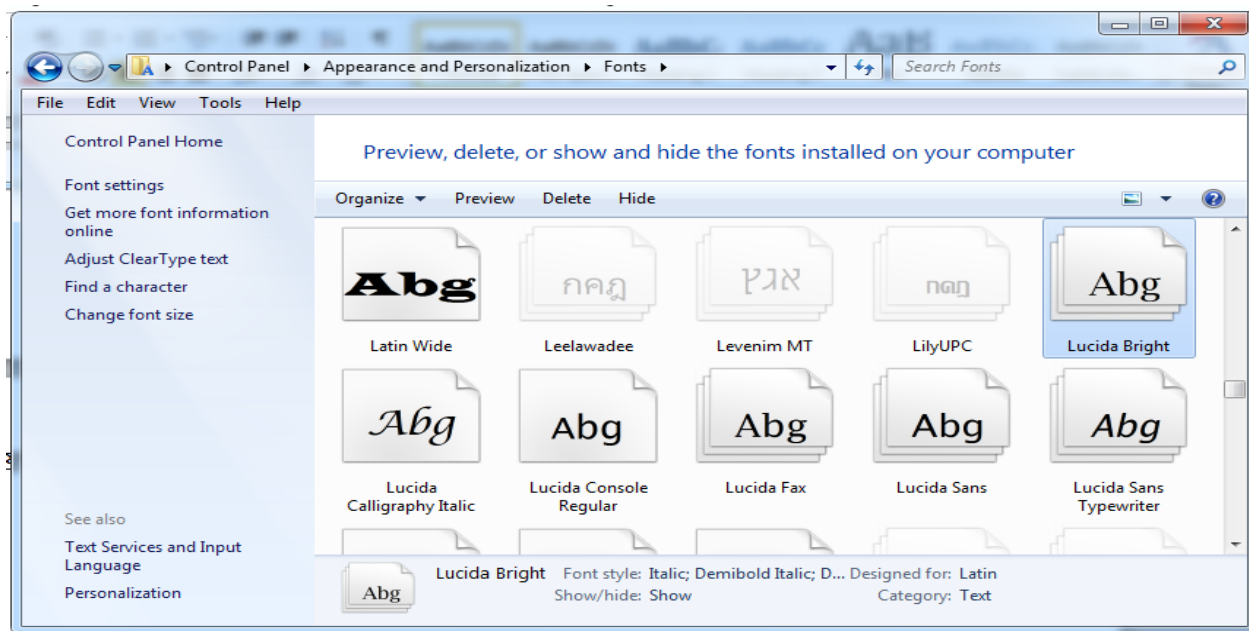 Control Panel ▸ Appearance and Personalization ▸ Fonts ▸
Search Fonts
File Edit View Tools Help
Control Panel Home
Font settings
Get more font information
online
Adjust ClearType text
Find a character
Change font size
See also
Text Services and Input
Language
Personalization
Preview, delete, or show and hide the fonts installed on your computer
Organize Preview Delete Hide
Abg กคฎ אגץ กคฎ Abg
Latin Wide Leelawadee Levenim MT LilyUPC Lucida Bright
Abg Abg Abg Abg Abg
Lucida
Calligraphy Italic
Lucida Console
Regular
Lucida Fax
Lucida Sans
Lucida Sans
Typewriter
Abg
Lucida Bright Font style: Italic; Demibold Italic; D... Designed for: Latin
Show/hide: Show Category: Text